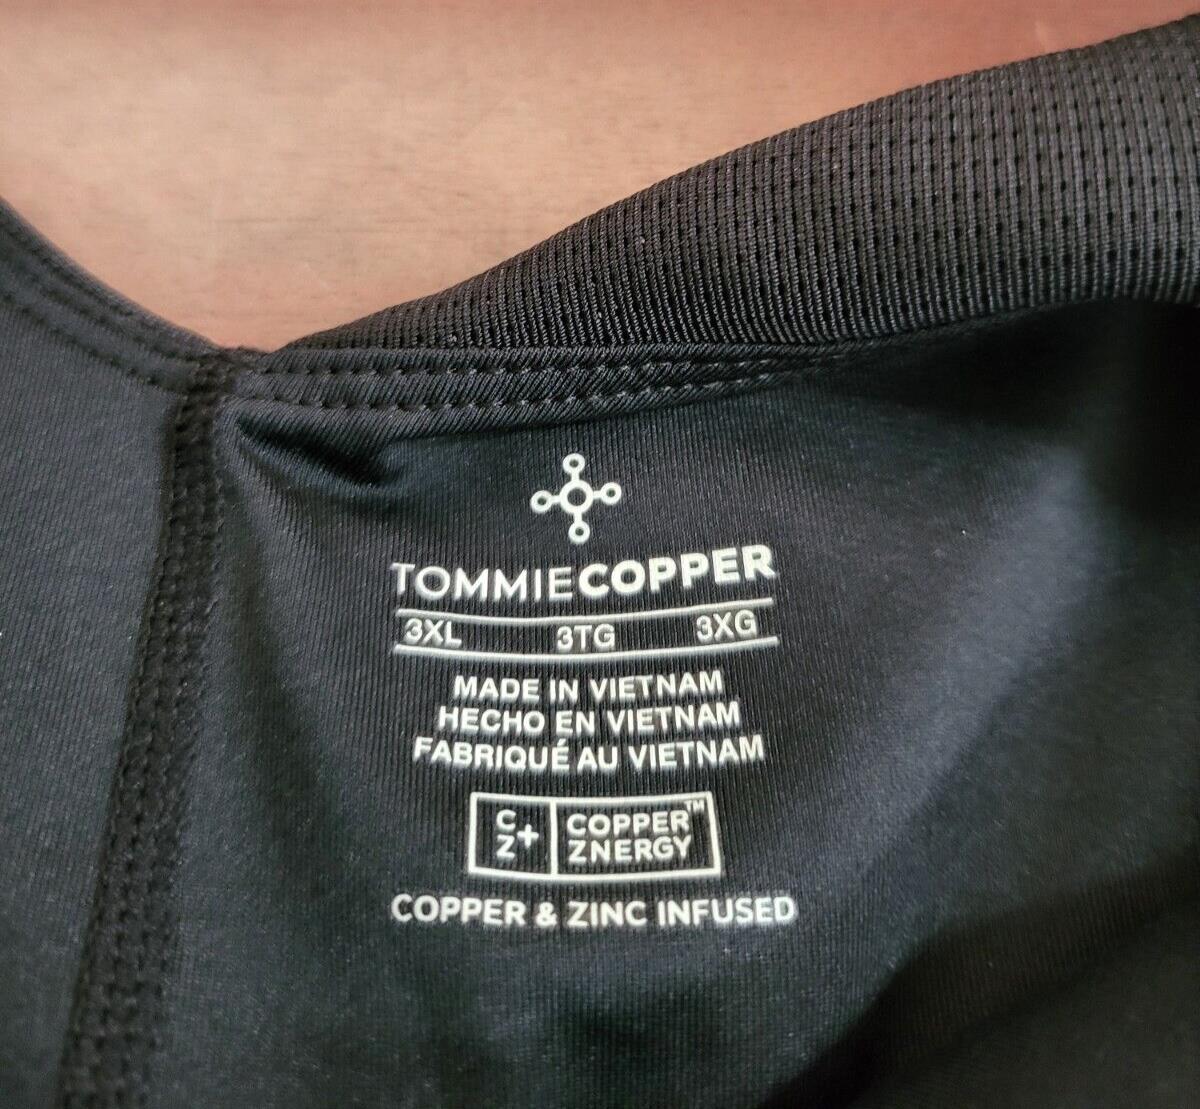 TOMMIECOPPER
3XL 3TG 3XG
MADE IN VIETNAM
HECHO EN VIETNAM
FABRIQUÉ AU VIETNAM
C
Z+
COPPER™
ZNERGY
COPPER & ZINC INFUSED